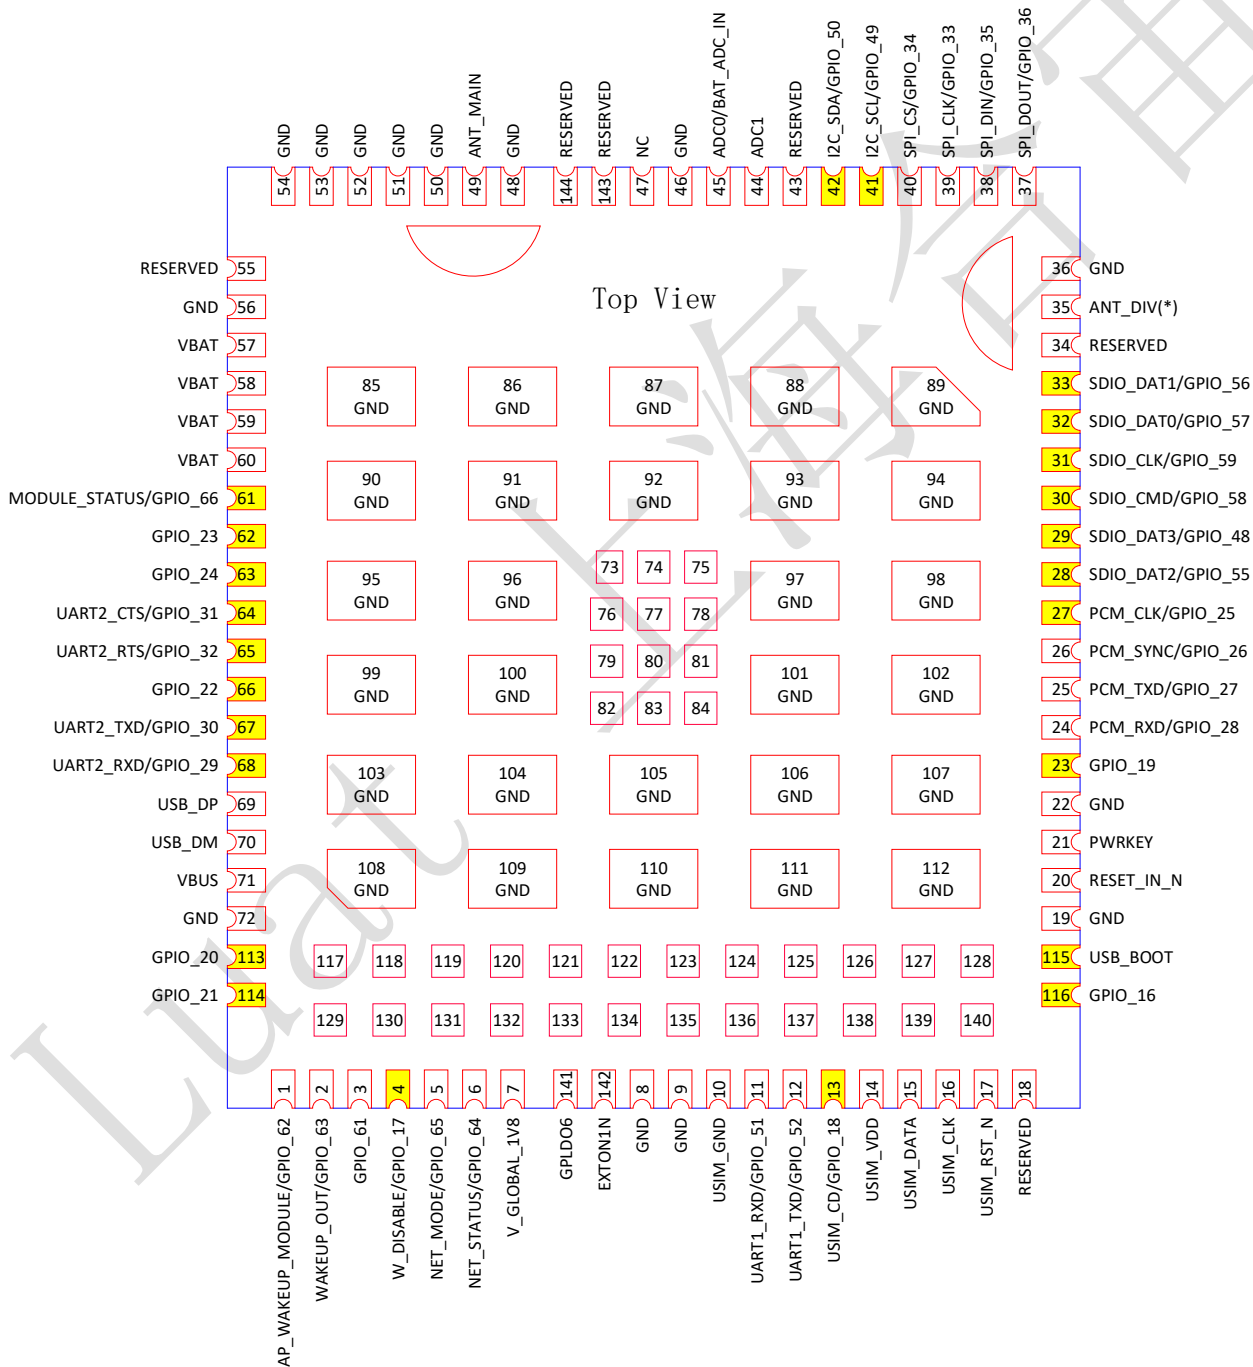 GND
GND
GND
GND
GND
ANT_MAIN
GND
RESERVED
RESERVED
NC
GND
ADC0/BAT_ADC_IN
ADC1
RESERVED
I2C_SDA/GPIO_50
I2C_SCL/GPIO_49
SPI_CS/GPIO_34
SPI_CLK/GPIO_33
SPI_DIN/GPIO_35
SPI_DOUT/GPIO_36
54 53 52 51 50 49 48 144 143 47 46 45 44 43 42 41 40 39 38 37
Top View
RESERVED 55
GND 56
VBAT 57
VBAT 58
VBAT 59
VBAT 60
MODULE_STATUS/GPIO_66 61
GPIO_23 62
GPIO_24 63
UART2_CTS/GPIO_31 64
UART2_RTS/GPIO_32 65
GPIO_22 66
UART2_TXD/GPIO_30 67
UART2_RXD/GPIO_29 68
USB_DP 69
USB_DM 70
VBUS 71
GND 72
GPIO_20 113
GPIO_21 114
36 GND
35 ANT_DIV(*)
34 RESERVED
33 SDIO_DAT1/GPIO_56
32 SDIO_DAT0/GPIO_57
31 SDIO_CLK/GPIO_59
30 SDIO_CMD/GPIO_58
29 SDIO_DAT3/GPIO_48
28 SDIO_DAT2/GPIO_55
27 PCM_CLK/GPIO_25
26 PCM_SYNC/GPIO_26
25 PCM_TXD/GPIO_27
24 PCM_RXD/GPIO_28
23 GPIO_19
22 GND
21 PWRKEY
20 RESET_IN_N
19 GND
115 USB_BOOT
116 GPIO_16
85 86 87 88 89
GND GND GND GND GND
90 91 92 93 94
GND GND GND GND GND
73 74 75
95 96 97 98
GND GND GND GND
76 77 78
79 80 81
99 100 101 102
GND GND GND GND
82 83 84
103 104 105 106 107
GND GND GND GND GND
108 109 110 111 112
GND GND GND GND GND
117 118 119 120 121 122 123 124 125 126 127 128
129 130 131 132 133 134 135 136 137 138 139 140
1 2 3 4 5 6 7 141 142 8 9 10 11 12 13 14 15 16 17 18
AP_WAKEUP_MODULE/GPIO_62
WAKEUP_OUT/GPIO_63
GPIO_61
W_DISABLE/GPIO_17
NET_MODE/GPIO_65
NET_STATUS/GPIO_64
V_GLOBAL_1V8
GPLDO6
EXTON1N
GND
GND
USIM_GND
UART1_RXD/GPIO_51
UART1_TXD/GPIO_52
USIM_CD/GPIO_18
USIM_VDD
USIM_DATA
USIM_CLK
USIM_RST_N
RESERVED
Luat 上海合宙